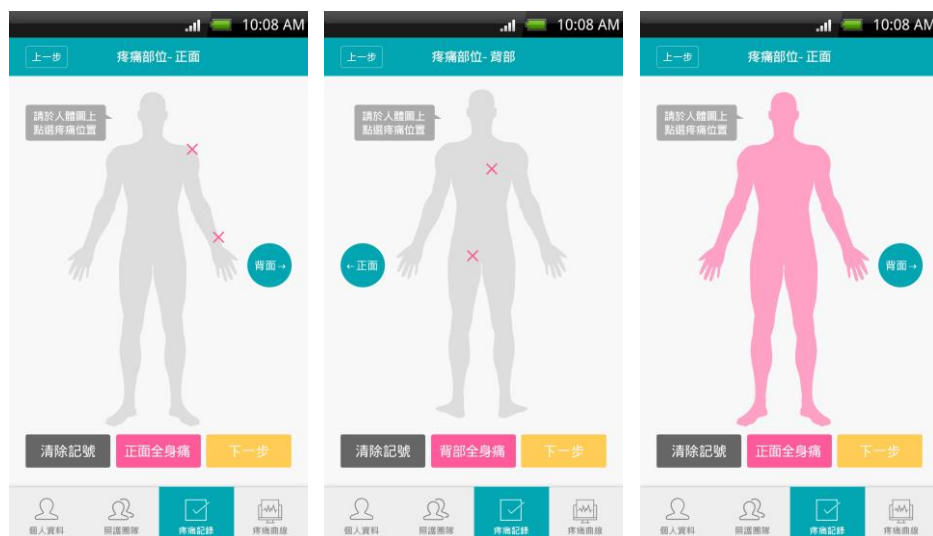 10:08 AM
上一步
疼痛部位- 正面
請於人體圖上
點選疼痛位置
背面→
清除記號
正面全身痛
下一步
個人資料
照護團隊
疼痛記錄
疼痛曲線
10:08 AM
上一步
疼痛部位- 背部
請於人體圖上
點選疼痛位置
←正面
清除記號
背部全身痛
下一步
個人資料
照護團隊
疼痛記錄
疼痛曲線
10:08 AM
上一步
疼痛部位- 正面
請於人體圖上
點選疼痛位置
背面→
清除記號
正面全身痛
下一步
個人資料
照護團隊
疼痛記錄
疼痛曲線